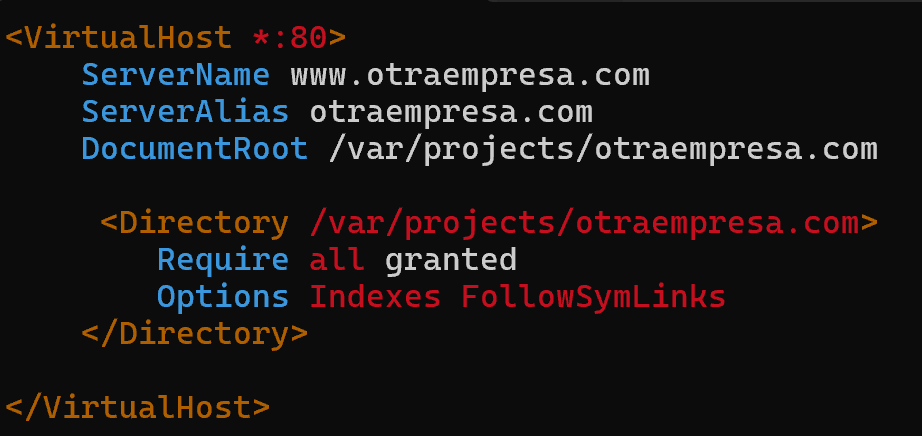 <VirtualHost *:80>
ServerName www.otraempresa.com
ServerAlias otraempresa.com
DocumentRoot /var/projects/otraempresa.com
<Directory /var/projects/otraempresa.com>
Require all granted
Options Indexes FollowSymLinks
</Directory>
</VirtualHost>